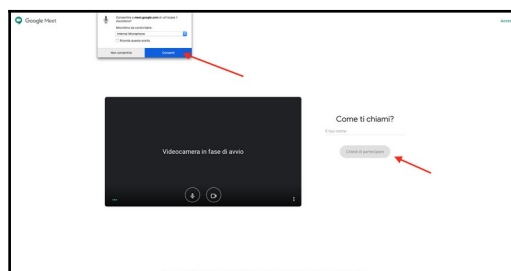 Google Meet
Consentire a meet.google.com di utilizzare il
microfono?
Microfono da condividere:
Internal Microphone
Ricorda questa scelta
Non consentire
Consenti
Come ti chiami?
Il tuo nome
Videocamera in fase di avvio
Chiedi di partecipare